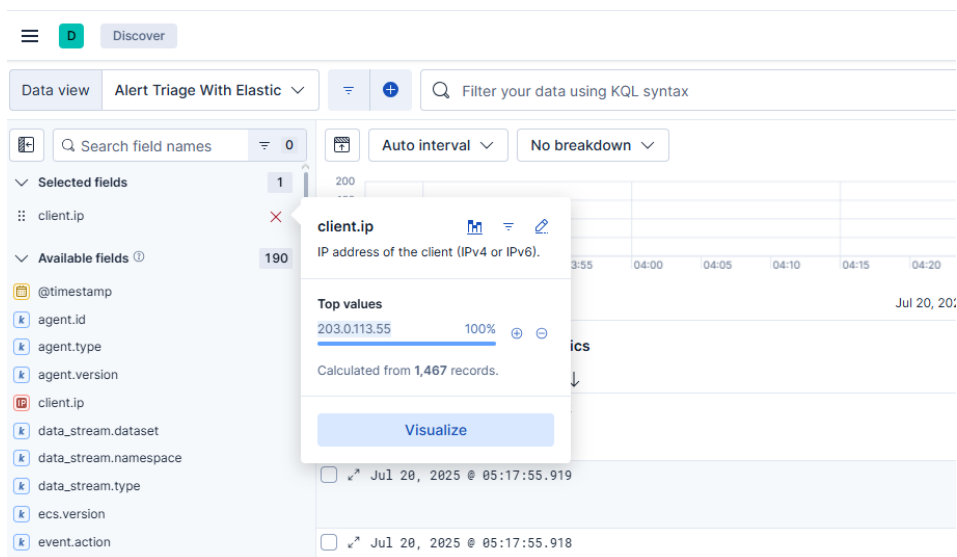 D Discover
Data view Alert Triage With Elastic Filter your data using KQL syntax
Search field names 0 Auto interval No breakdown
Selected fields 1
client.ip
Available fields 190
@timestamp
agent.id
agent.type
agent.version
client.ip
data_stream.dataset
data_stream.namespace
data_stream.type
ecs.version
event.action
200
client.ip
IP address of the client (IPv4 or IPv6).
Top values
203.0.113.55 100%
Calculated from 1,467 records.
Visualize
3:55 04:00 04:05 04:10 04:15 04:20
Jul 20, 202
ics
Jul 20, 2025 @ 05:17:55.919
Jul 20, 2025 @ 05:17:55.918